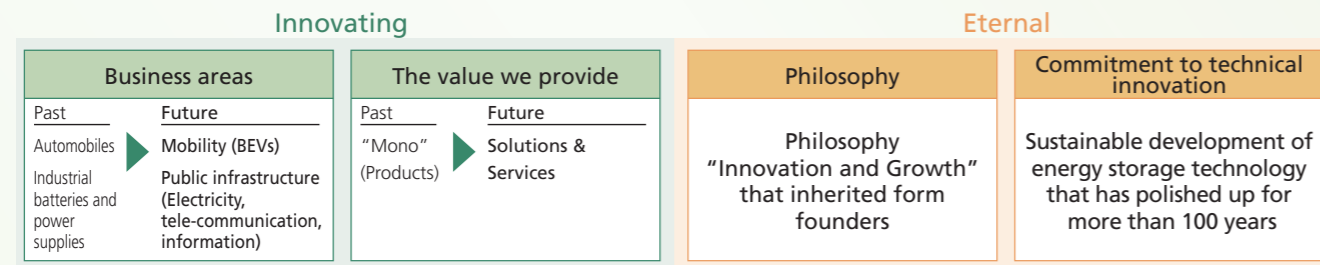 Innovating
Eternal
Business areas
Past
Future
Automobiles
Mobility (BEVs)
Industrial
batteries and
power
supplies
Public infrastructure
(Electricity,
tele-communication,
information)
The value we provide
Past
Future
“Mono”
(Products)
Solutions &
Services
Philosophy
Philosophy
“Innovation and Growth”
that inherited form
founders
Commitment to technical
innovation
Sustainable development of
energy storage technology
that has polished up for
more than 100 years